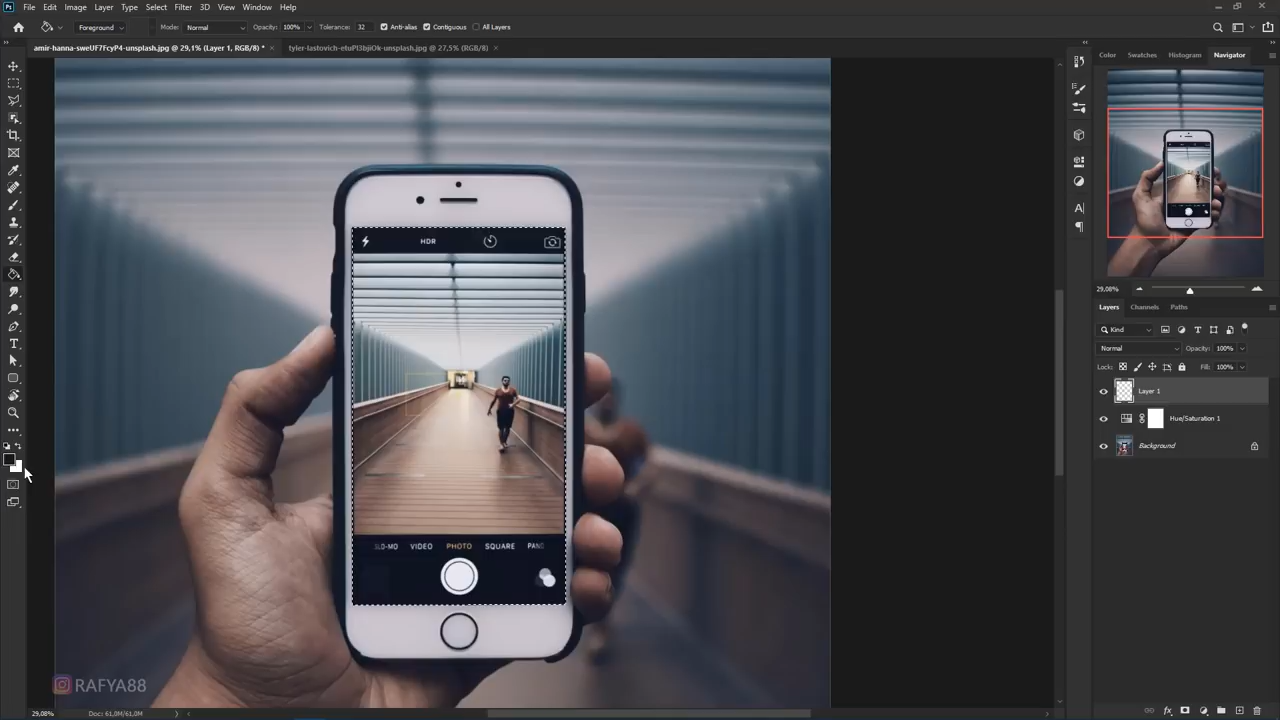 Ps File Edit Image Layer Type Select Filter 3D View Window Help
Foreground Mode: Normal Opacity: 100% Tolerance: 32 Anti-alias Contiguous All Layers
amir-hanna-sweUF7FcyP4-unsplash.jpg @ 29,1% (Layer 1, RGB/8) * × tyler-lastovich-etuPI3bjiOk-unsplash.jpg @ 27,5% (RGB/8) ×
Color Swatches Histogram Navigator
HDR
29,08%
Layers Channels Paths
Kind
Normal Opacity: 100%
Lock: Fill: 100%
Layer 1
Hue/Saturation 1
Background
SLO-MO VIDEO PHOTO SQUARE PANO
RAFYA88
29,08% Doc: 61,0M/61,0M